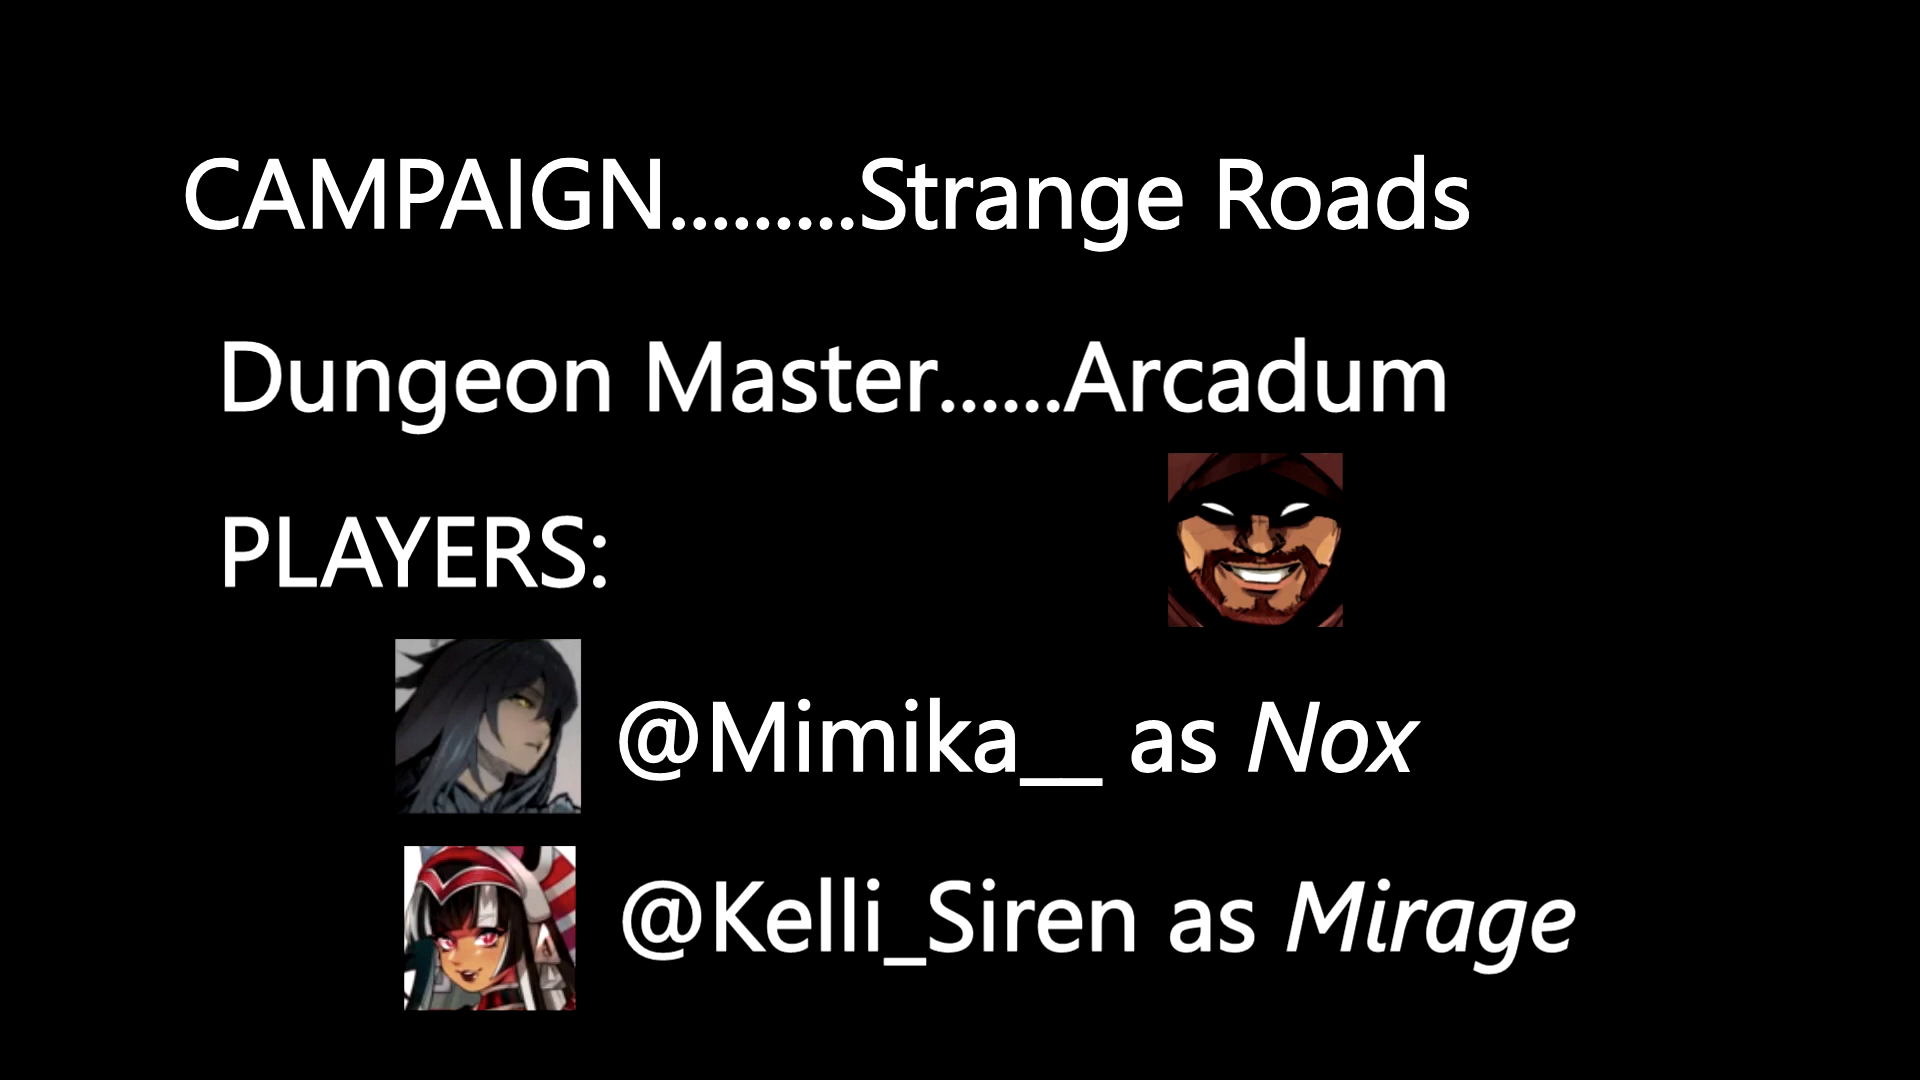 CAMPAIGN.........Strange Roads
Dungeon Master......Arcadum
PLAYERS:
@Mimika__ as Nox
@Kelli_Siren as Mirage